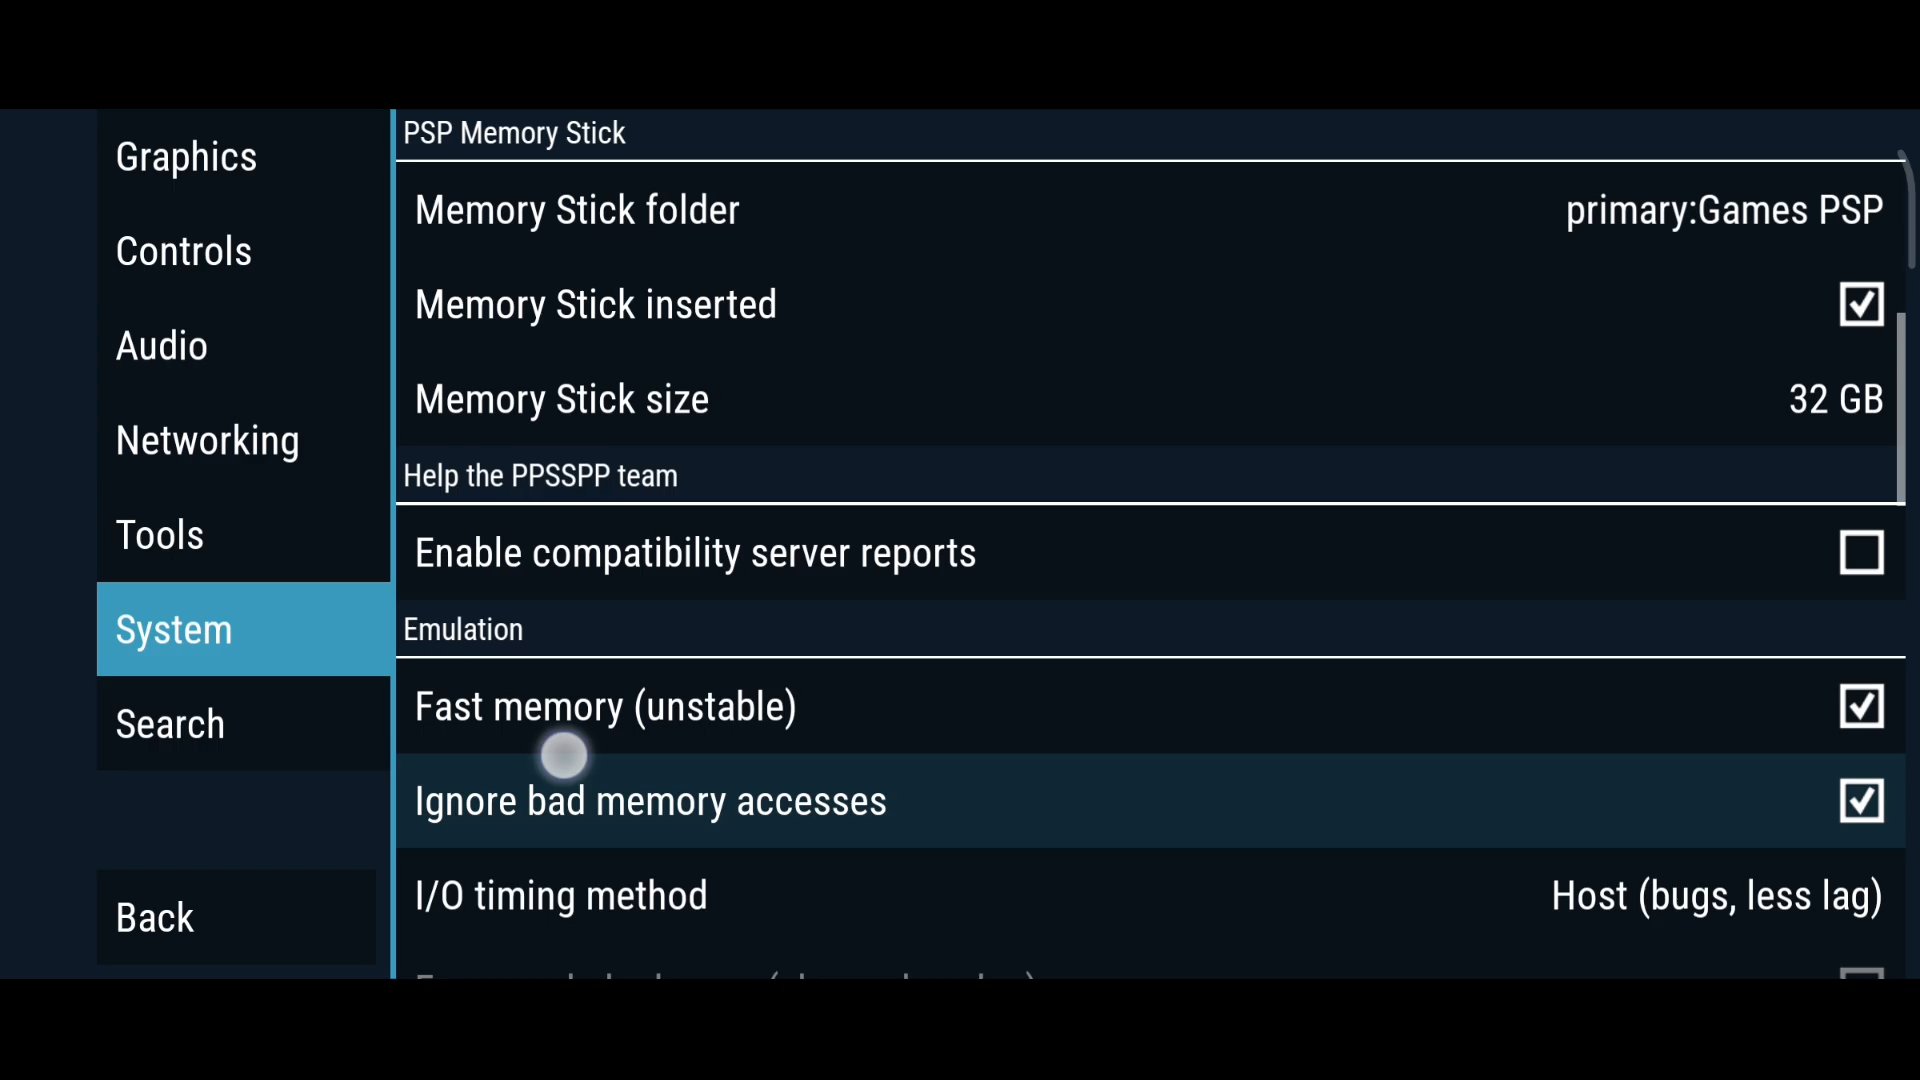 Graphics
Controls
Audio
Networking
Tools
System
Search
Back
PSP Memory Stick
Memory Stick folder primary:Games PSP
Memory Stick inserted
Memory Stick size 32 GB
Help the PPSSPP team
Enable compatibility server reports
Emulation
Fast memory (unstable)
Ignore bad memory accesses
I/O timing method Host (bugs, less lag)